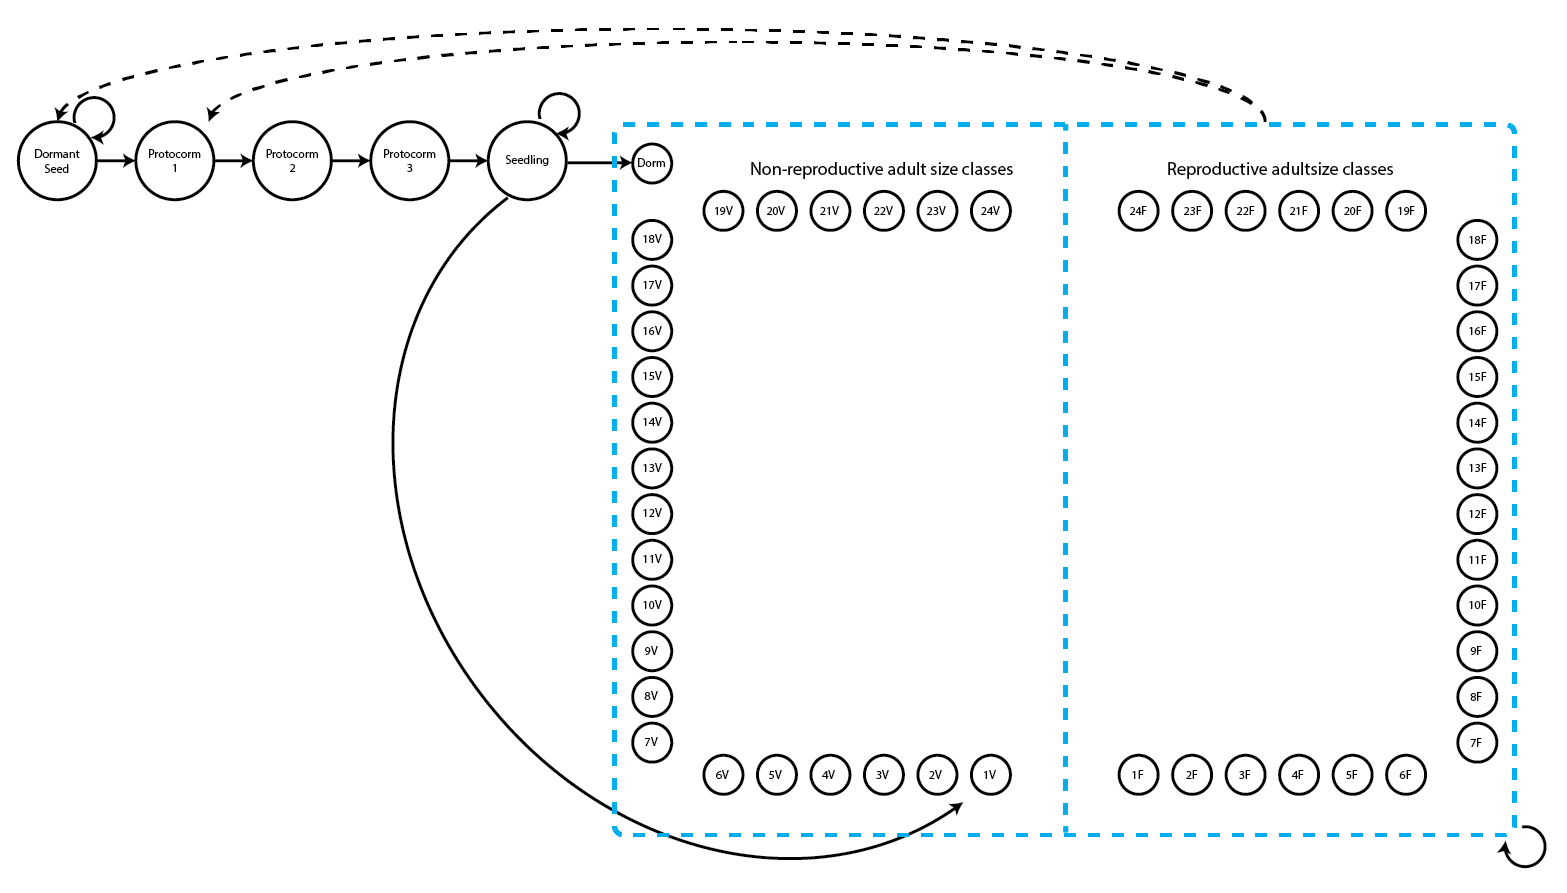 Dormant
Seed
Protocorm
1
Protocorm
2
Protocorm
3
Seedling
Dorm
Non-reproductive adult size classes
Reproductive adultsize classes
19V 20V 21V 22V 23V 24V
24F 23F 22F 21F 20F 19F
18V
17V
16V
15V
14V
13V
12V
11V
10V
9V
8V
7V
6V 5V 4V 3V 2V 1V
18F
17F
16F
15F
14F
13F
12F
11F
10F
9F
8F
7F
1F 2F 3F 4F 5F 6F